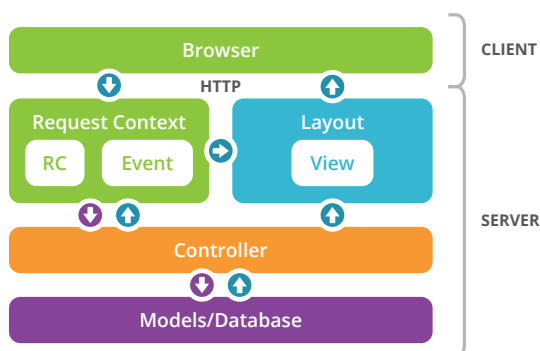 Browser
CLIENT
HTTP
Request Context
Layout
RC
Event
View
SERVER
Controller
Models/Database